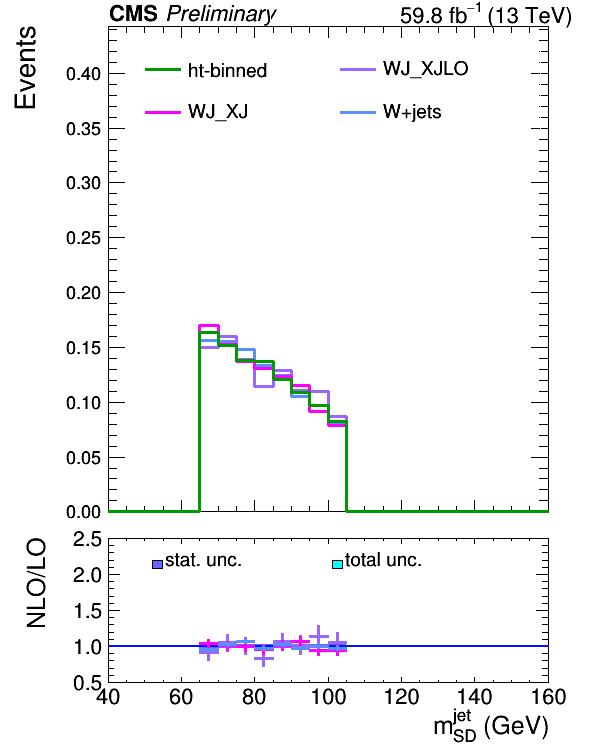 CMS Preliminary 59.8 fb⁻¹ (13 TeV)
Events
ht-binned WJ_XJLO
WJ_XJ W+jets
0.40
0.35
0.30
0.25
0.20
0.15
0.10
0.05
0.00
NLO/LO
stat. unc. total unc.
2.5
2.0
1.5
1.0
0.5
40 60 80 100 120 140 160
m_SD^jet (GeV)